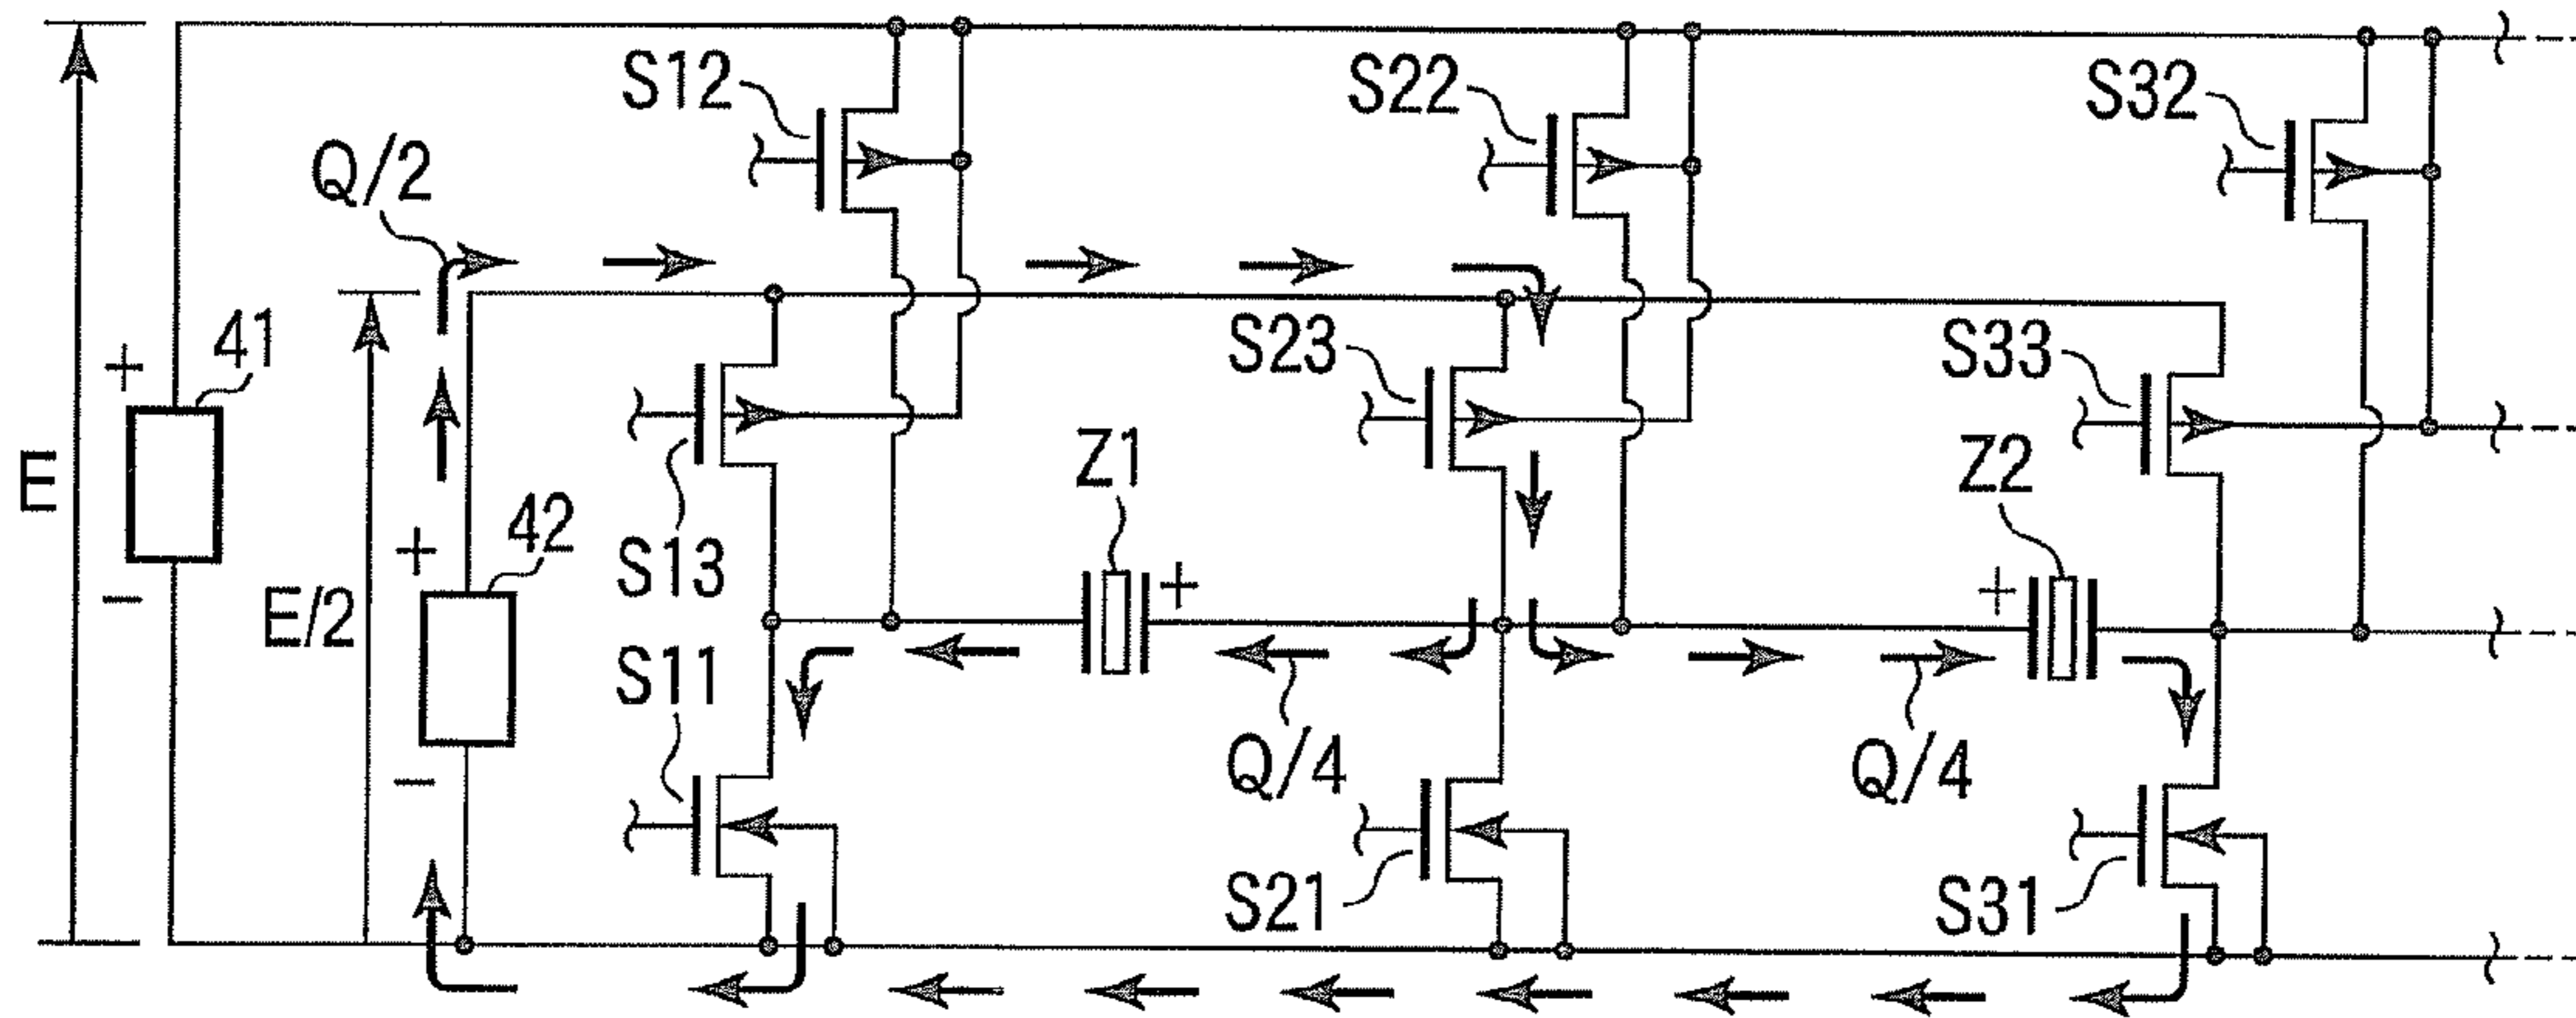 S12
S22
S32
Q/2
+
41
S23
S33
E
Z1
Z2
+
42
S13
+
+
−
E/2
S11
Q/4
Q/4
−
S21
S31